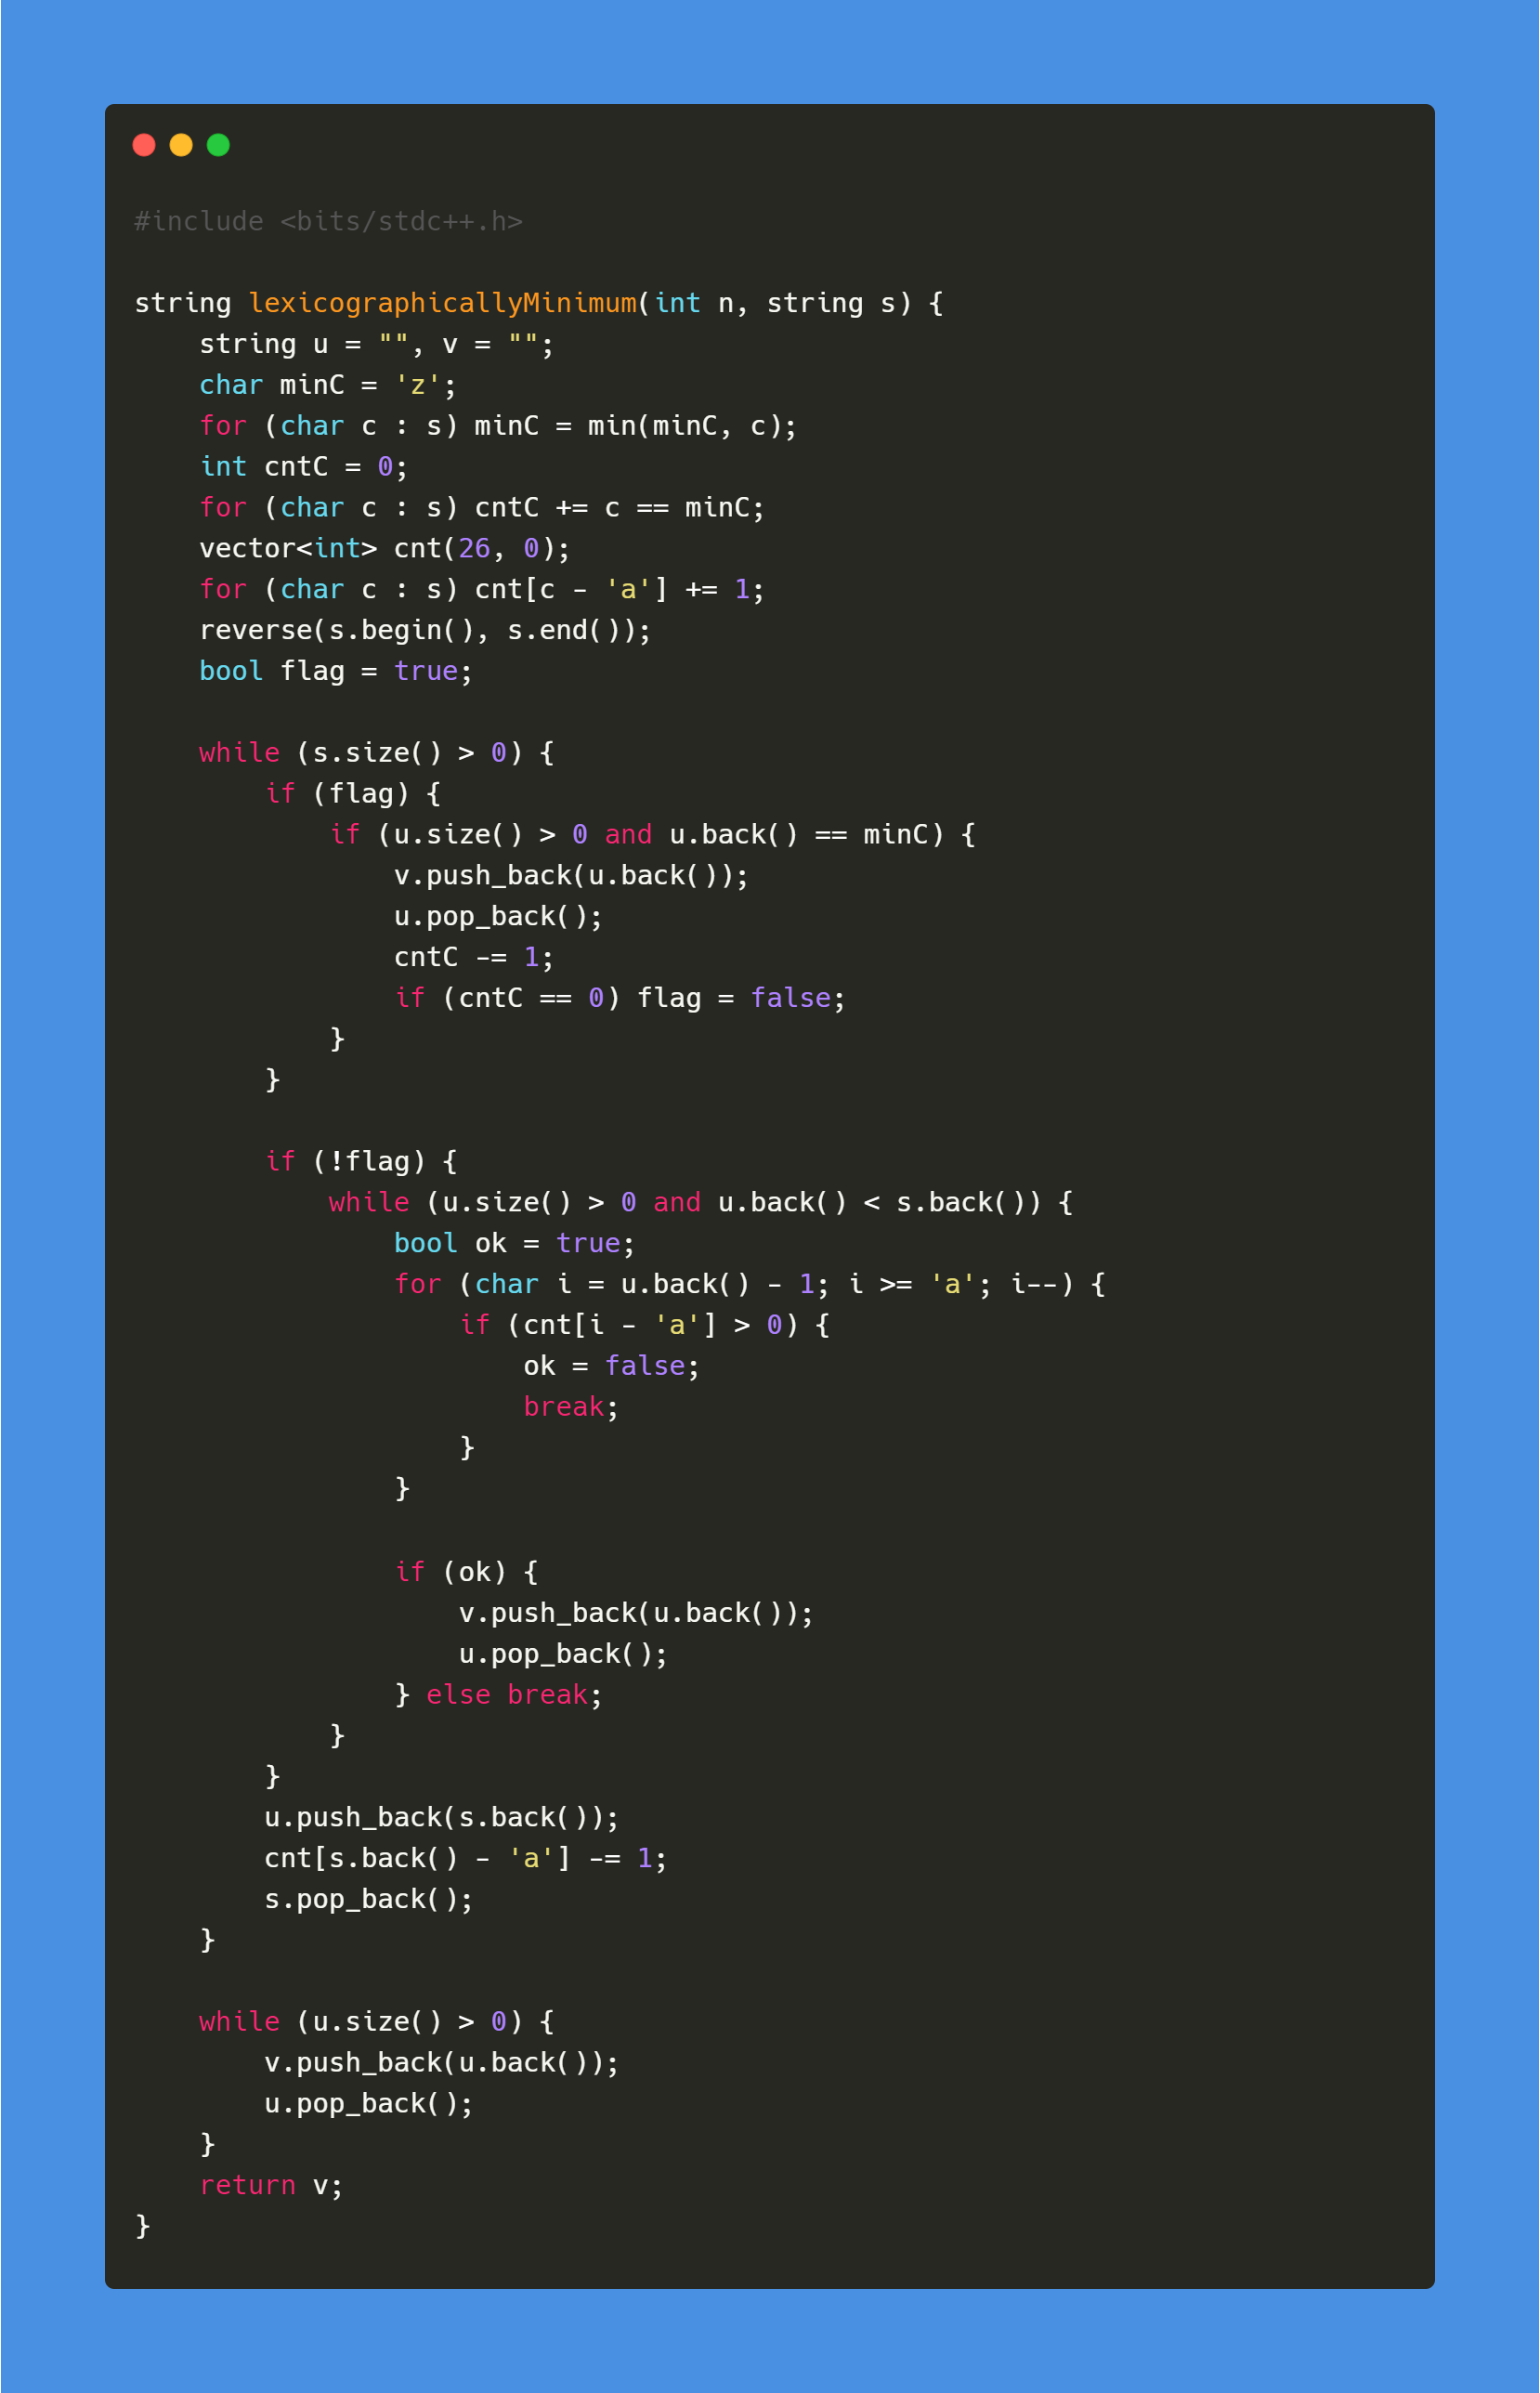 #include <bits/stdc++.h>

string lexicographicallyMinimum(int n, string s) {
    string u = "", v = "";
    char minC = 'z';
    for (char c : s) minC = min(minC, c);
    int cntC = 0;
    for (char c : s) cntC += c == minC;
    vector<int> cnt(26, 0);
    for (char c : s) cnt[c - 'a'] += 1;
    reverse(s.begin(), s.end());
    bool flag = true;

    while (s.size() > 0) {
        if (flag) {
            if (u.size() > 0 and u.back() == minC) {
                v.push_back(u.back());
                u.pop_back();
                cntC -= 1;
                if (cntC == 0) flag = false;
            }
        }

        if (!flag) {
            while (u.size() > 0 and u.back() < s.back()) {
                bool ok = true;
                for (char i = u.back() - 1; i >= 'a'; i--) {
                    if (cnt[i - 'a'] > 0) {
                        ok = false;
                        break;
                    }
                }

                if (ok) {
                    v.push_back(u.back());
                    u.pop_back();
                } else break;
            }
        }
        u.push_back(s.back());
        cnt[s.back() - 'a'] -= 1;
        s.pop_back();
    }

    while (u.size() > 0) {
        v.push_back(u.back());
        u.pop_back();
    }
    return v;
}